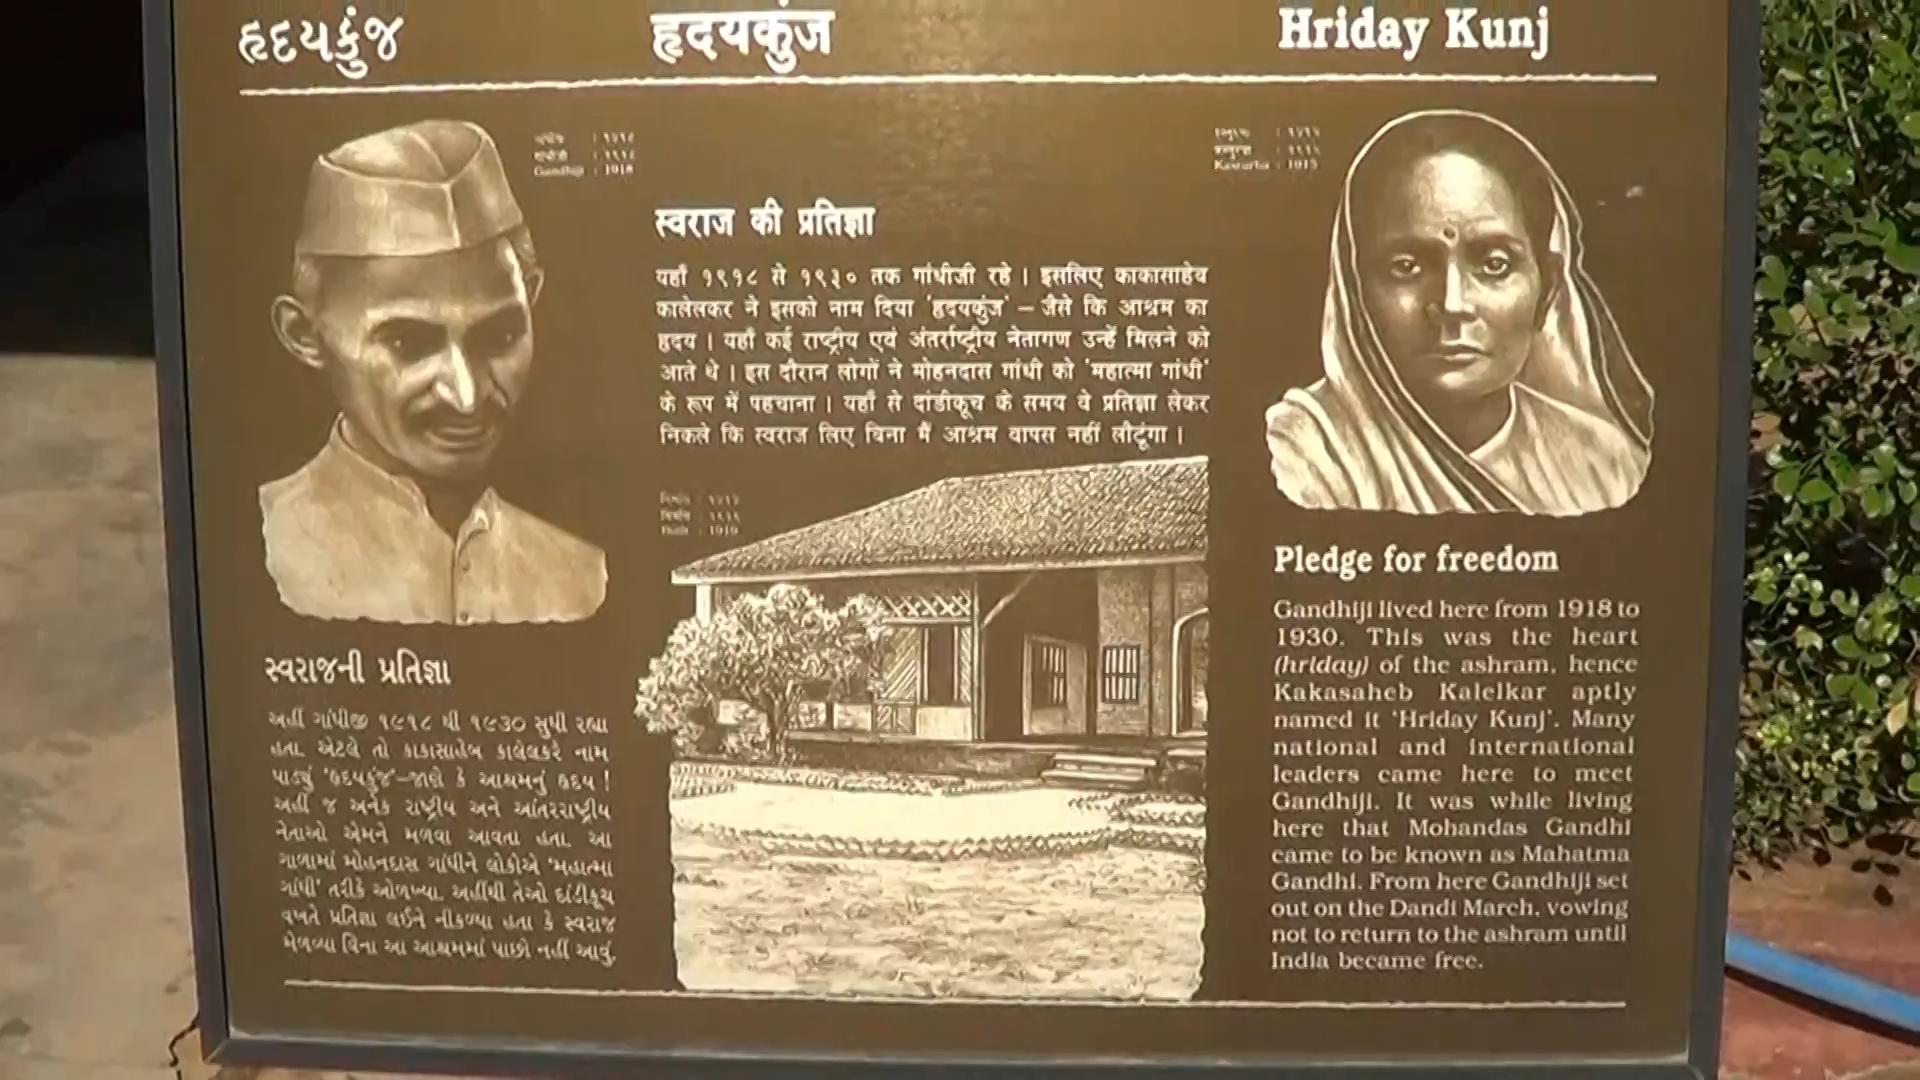 હૃદયકુંજ
हृदयकुंज
Hriday Kunj
Gandhiji : 1918
स्वराज की प्रतिज्ञा
यहाँ १९१८ से १९३० तक गांधीजी रहे । इसलिए काकासाहेब
कालेलकर ने इसको नाम दिया 'हृदयकुंज' – जैसे कि आश्रम का
हृदय । यहाँ कई राष्ट्रीय एवं अंतर्राष्ट्रीय नेतागण उन्हें मिलने को
आते थे । इस दौरान लोगों ने मोहनदास गांधी को 'महात्मा गांधी'
के रूप में पहचाना । यहाँ से दांडीकूच के समय वे प्रतिज्ञा लेकर
निकले कि स्वराज लिए बिना मैं आश्रम वापस नहीं लौटूंगा ।
Kasturba : 1915
સ્વરાજની પ્રતિજ્ઞા
અહીં ગાંધીજી ૧૯૧૮ થી ૧૯૩૦ સુધી રહ્યા
હતા. એટલે તો કાકાસાહેબ કાલેલકરે નામ
પાડ્યું 'હૃદયકુંજ'–જાણે કે આશ્રમનું હૃદય !
અહીં જ અનેક રાષ્ટ્રીય અને આંતરરાષ્ટ્રીય
નેતાઓ એમને મળવા આવતા હતા. આ
ગાળામાં મોહનદાસ ગાંધીને લોકોએ 'મહાત્મા
ગાંધી' તરીકે ઓળખ્યા. અહીંથી તેઓ દાંડીકૂચ
વખતે પ્રતિજ્ઞા લઈને નીકળ્યા હતા કે સ્વરાજ
મેળવ્યા વિના આ આશ્રમમાં પાછો નહીં આવું.
Pledge for freedom
Gandhiji lived here from 1918 to
1930. This was the heart
(hriday) of the ashram, hence
Kakasaheb Kalelkar aptly
named it 'Hriday Kunj'. Many
national and international
leaders came here to meet
Gandhiji. It was while living
here that Mohandas Gandhi
came to be known as Mahatma
Gandhi. From here Gandhiji set
out on the Dandi March, vowing
not to return to the ashram until
India became free.